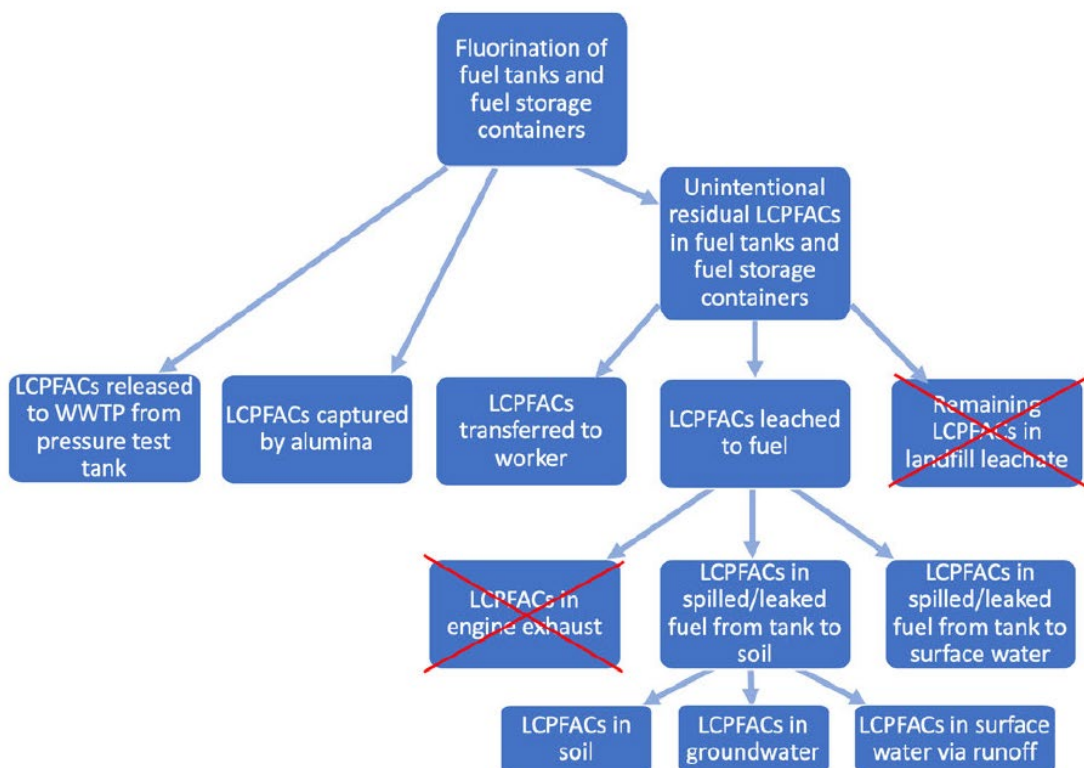 Fluorination of
fuel tanks and
fuel storage
containers
Unintentional
residual LCPFACs
in fuel tanks and
fuel storage
containers
LCPFACs released
to WWTP from
pressure test
tank
LCPFACs captured
by alumina
LCPFACs
transferred to
worker
LCPFACs leached
to fuel
Remaining
LCPFACs in
landfill leachate
LCPFACs in
engine exhaust
LCPFACs in
spilled/leaked
fuel from tank to
soil
LCPFACs in
spilled/leaked
fuel from tank to
surface water
LCPFACs in
soil
LCPFACs in
groundwater
LCPFACs in surface
water via runoff